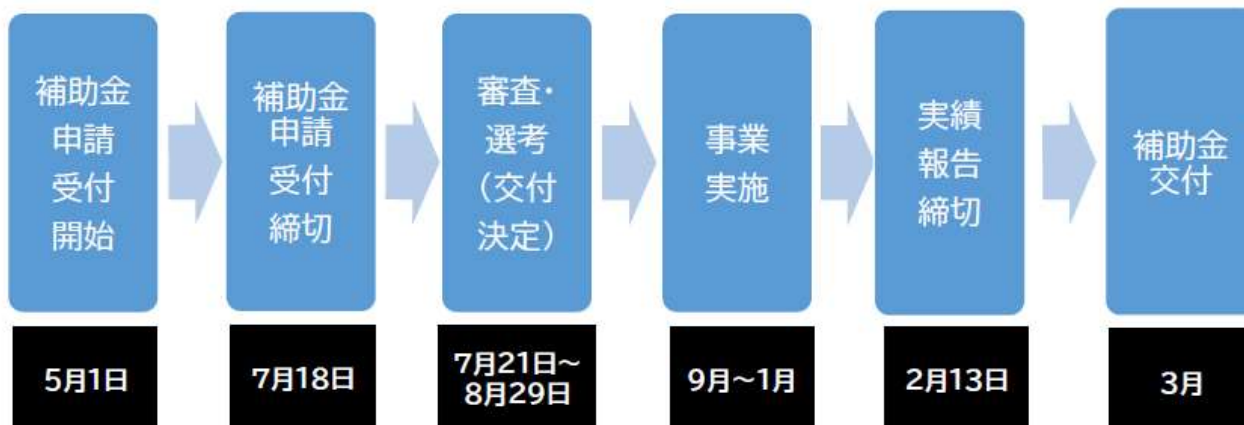 補助金
申請
受付
開始
補助金
申請
受付
締切
審査・
選考
（交付
決定）
事業
実施
実績
報告
締切
補助金
交付
5月1日
7月18日
7月21日～
8月29日
9月～1月
2月13日
3月